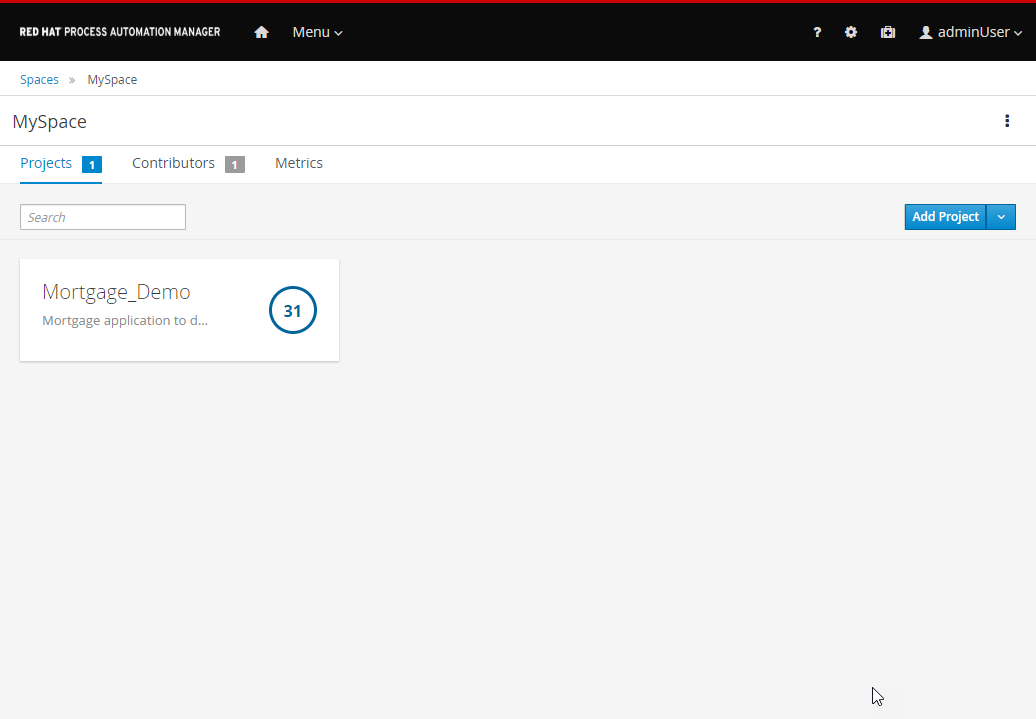 RED HAT PROCESS AUTOMATION MANAGER Menu ? adminUser
Spaces » MySpace
MySpace
Projects 1 Contributors 1 Metrics
Search Add Project
Mortgage_Demo
Mortgage application to d...
31